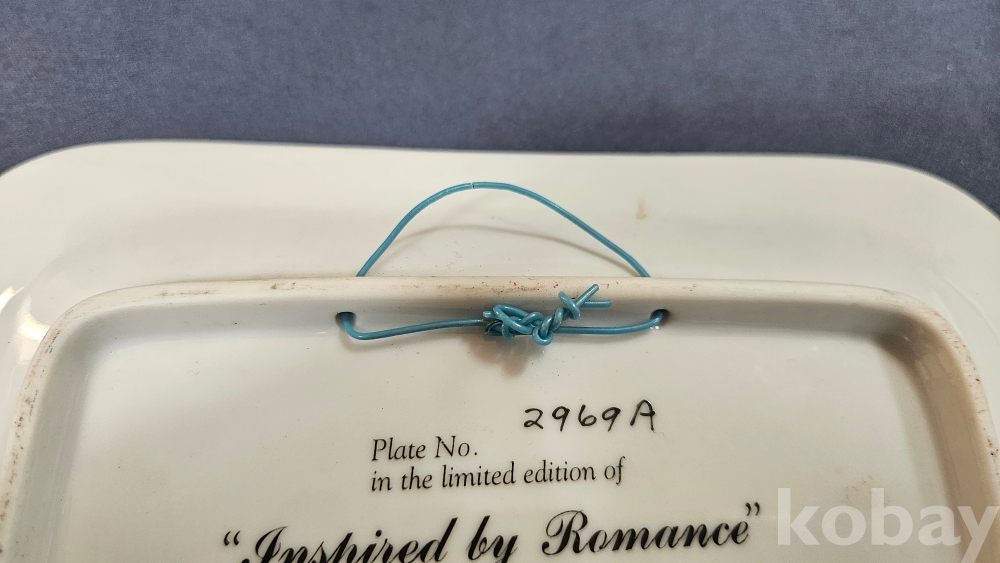 2969A
Plate No.
in the limited edition of
"Inspired by Romance"
kobay